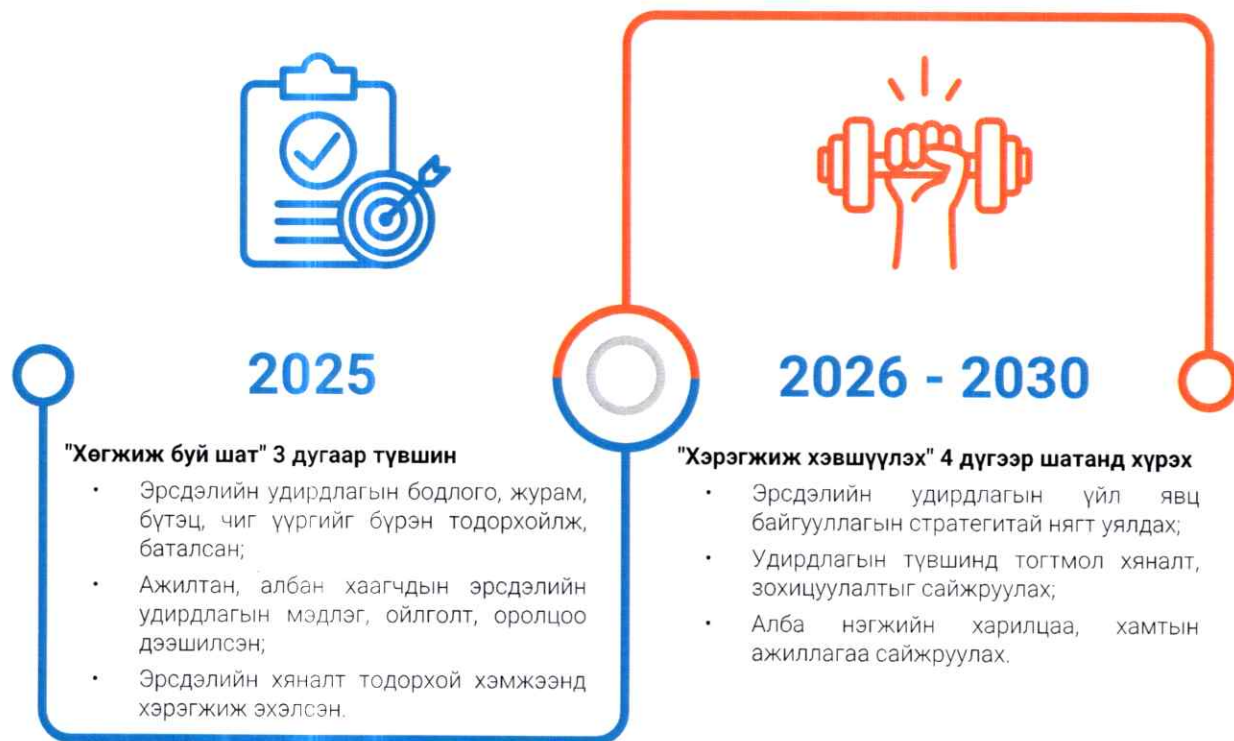 2025
"Хөгжиж буй шат" 3 дугаар түвшин
• Эрсдэлийн удирдлагын бодлого, журам,
бүтэц, чиг үүргийг бүрэн тодорхойлж,
баталсан;
• Ажилтан, албан хаагчдын эрсдэлийн
удирдлагын мэдлэг, ойлголт, оролцоо
дээшилсэн;
• Эрсдэлийн хяналт тодорхой хэмжээнд
хэрэгжиж эхэлсэн.
2026 - 2030
"Хэрэгжиж хэвшүүлэх" 4 дүгээр шатанд хүрэх
• Эрсдэлийн удирдлагын үйл явц
байгууллагын стратегитай нягт уялдах;
• Удирдлагын түвшинд тогтмол хяналт,
зохицуулалтыг сайжруулах;
• Алба нэгжийн харилцаа, хамтын
ажиллагаа сайжруулах.